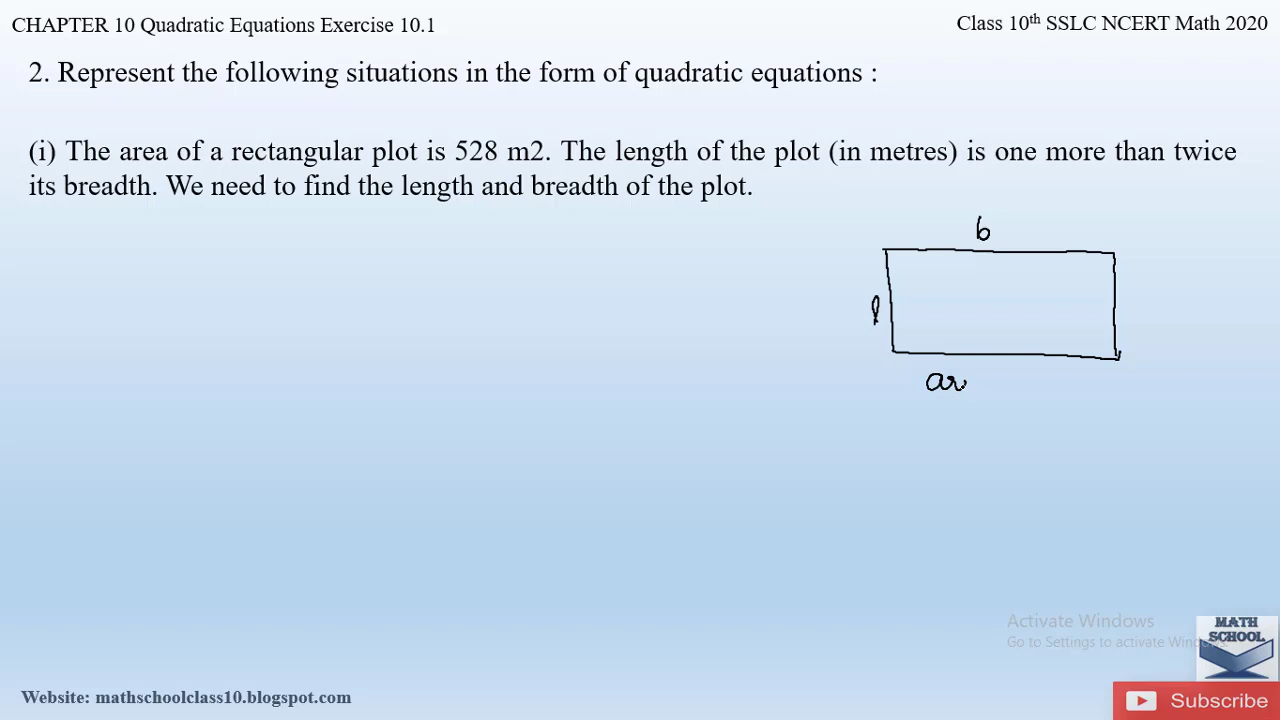 CHAPTER 10 Quadratic Equations Exercise 10.1
Class 10th SSLC NCERT Math 2020
2. Represent the following situations in the form of quadratic equations :
(i) The area of a rectangular plot is 528 m2. The length of the plot (in metres) is one more than twice
its breadth. We need to find the length and breadth of the plot.
b
l
ar
Activate Windows
Go to Settings to activate Windows.
MATH
SCHOOL
Website: mathschoolclass10.blogspot.com
Subscribe